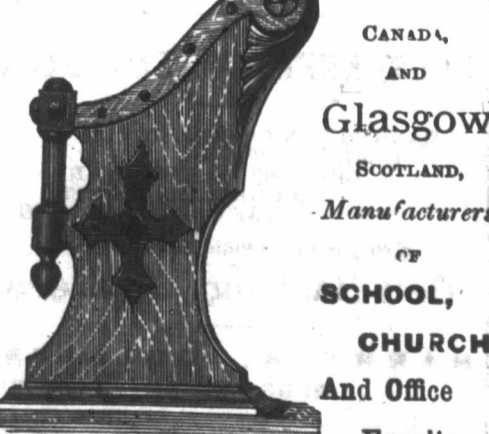 CANADA,
AND
Glasgow
SCOTLAND,
Manufacturers
OF
SCHOOL,
CHURCH
And Office